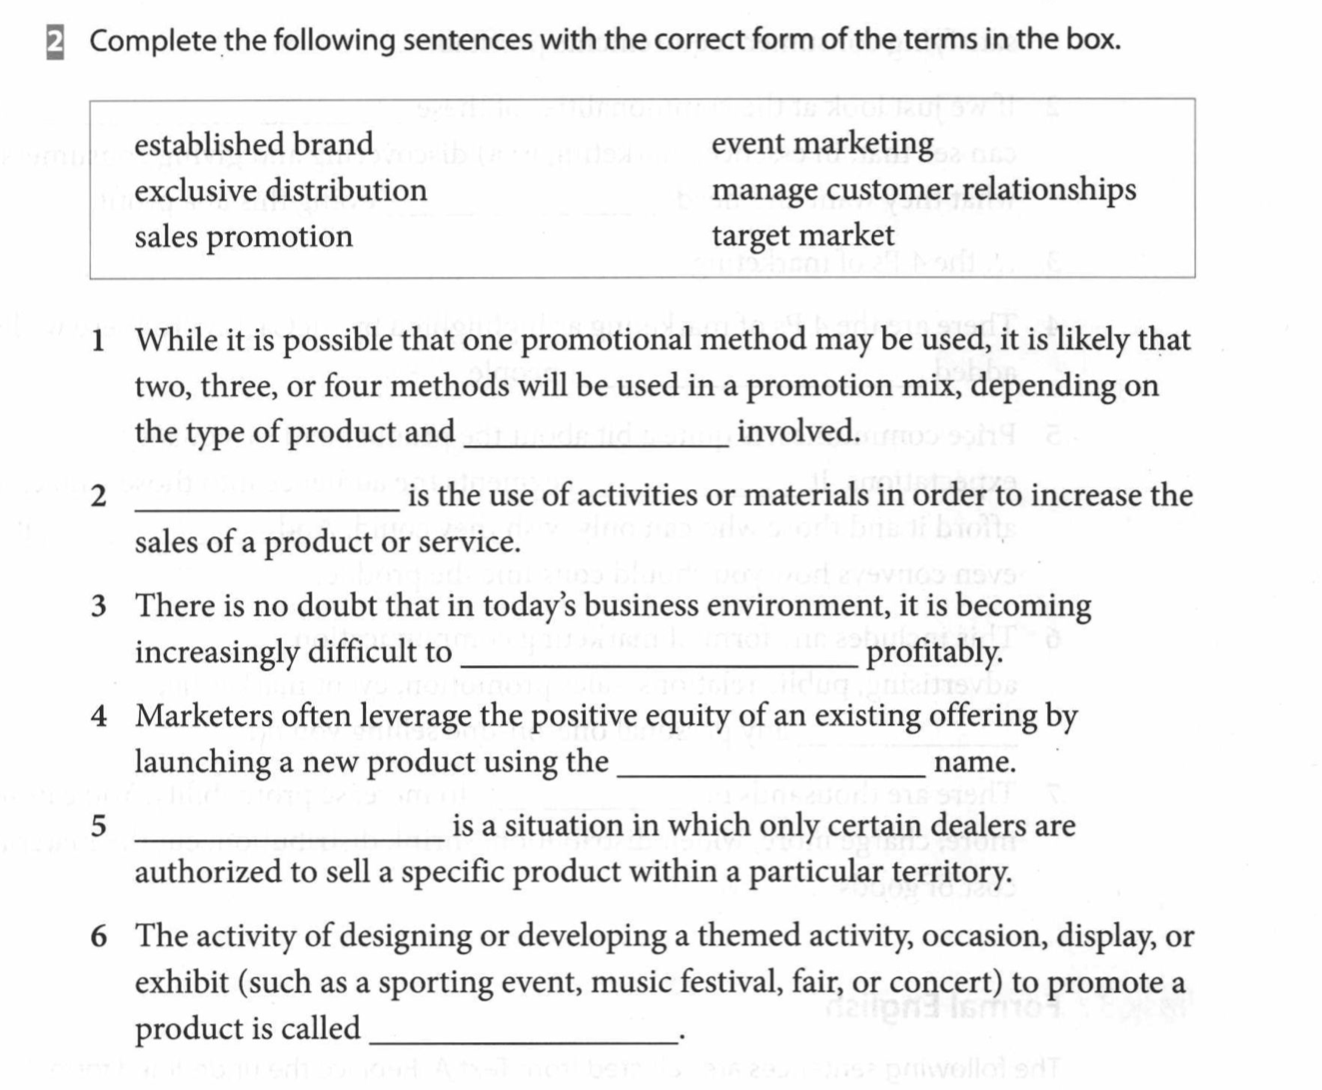 2 Complete the following sentences with the correct form of the terms in the box.
established brand
exclusive distribution
sales promotion
event marketing
manage customer relationships
target market
1 While it is possible that one promotional method may be used, it is likely that
two, three, or four methods will be used in a promotion mix, depending on
the type of product and ____________ involved.
2 ____________ is the use of activities or materials in order to increase the
sales of a product or service.
3 There is no doubt that in today's business environment, it is becoming
increasingly difficult to ____________ profitably.
4 Marketers often leverage the positive equity of an existing offering by
launching a new product using the ____________ name.
5 ____________ is a situation in which only certain dealers are
authorized to sell a specific product within a particular territory.
6 The activity of designing or developing a themed activity, occasion, display, or
exhibit (such as a sporting event, music festival, fair, or concert) to promote a
product is called ____________.